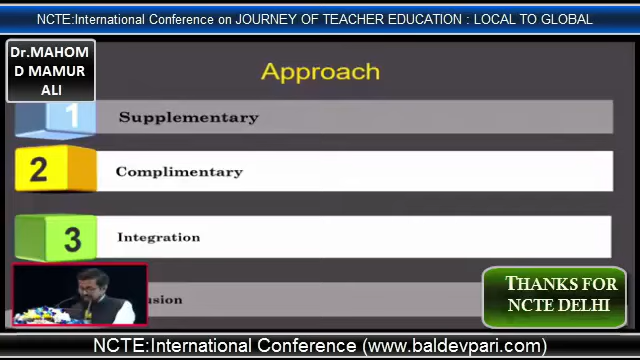 NCTE:International Conference on JOURNEY OF TEACHER EDUCATION : LOCAL TO GLOBAL
Dr.MAHOM
D MAMUR
ALI
Approach
1
Supplementary
2
Complimentary
3
Integration
THANKS FOR
NCTE DELHI
NCTE:International Conference (www.baldevpari.com)